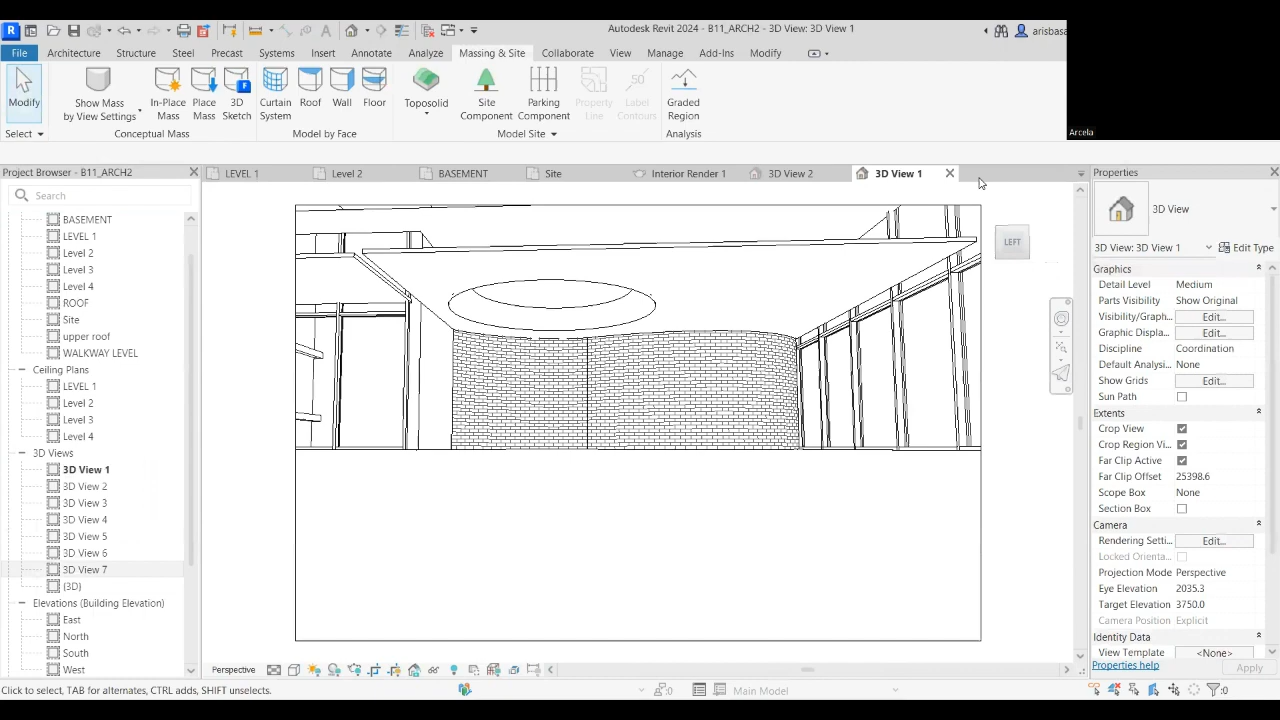 Autodesk Revit 2024 - B11_ARCH2 - 3D View: 3D View 1
arisbasa
File
Architecture
Structure
Steel
Precast
Systems
Insert
Annotate
Analyze
Massing & Site
Collaborate
View
Manage
Add-Ins
Modify
Modify
Show Mass
by View Settings
In-Place
Mass
Place
Mass
3D
Sketch
Curtain
System
Roof
Wall
Floor
Toposolid
Site
Component
Parking
Component
Property
Line
Label
Contours
Graded
Region
Select
Conceptual Mass
Model by Face
Model Site
Analysis
Arcela
Project Browser - B11_ARCH2
Search
BASEMENT
LEVEL 1
Level 2
Level 3
Level 4
ROOF
Site
upper roof
WALKWAY LEVEL
Ceiling Plans
LEVEL 1
Level 2
Level 3
Level 4
3D Views
3D View 1
3D View 2
3D View 3
3D View 4
3D View 5
3D View 6
3D View 7
{3D}
Elevations (Building Elevation)
East
North
South
West
LEVEL 1
Level 2
BASEMENT
Site
Interior Render 1
3D View 2
3D View 1
LEFT
Properties
3D View
3D View: 3D View 1
Edit Type
Graphics
Detail Level Medium
Parts Visibility Show Original
Visibility/Graph... Edit...
Graphic Displa... Edit...
Discipline Coordination
Default Analysi... None
Show Grids Edit...
Sun Path
Extents
Crop View
Crop Region Vi...
Far Clip Active
Far Clip Offset 25398.6
Scope Box None
Section Box
Camera
Rendering Setti... Edit...
Locked Orienta...
Projection Mode Perspective
Eye Elevation 2035.3
Target Elevation 3750.0
Camera Position Explicit
Identity Data
View Template <None>
Properties help
Apply
Perspective
Click to select, TAB for alternates, CTRL adds, SHIFT unselects.
:0
Main Model
:0